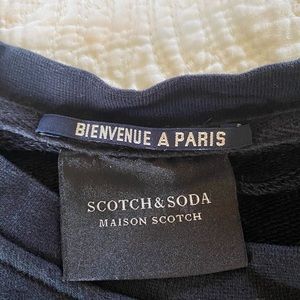 BIENVENUE A PARIS
SCOTCH & SODA
MAISON SCOTCH